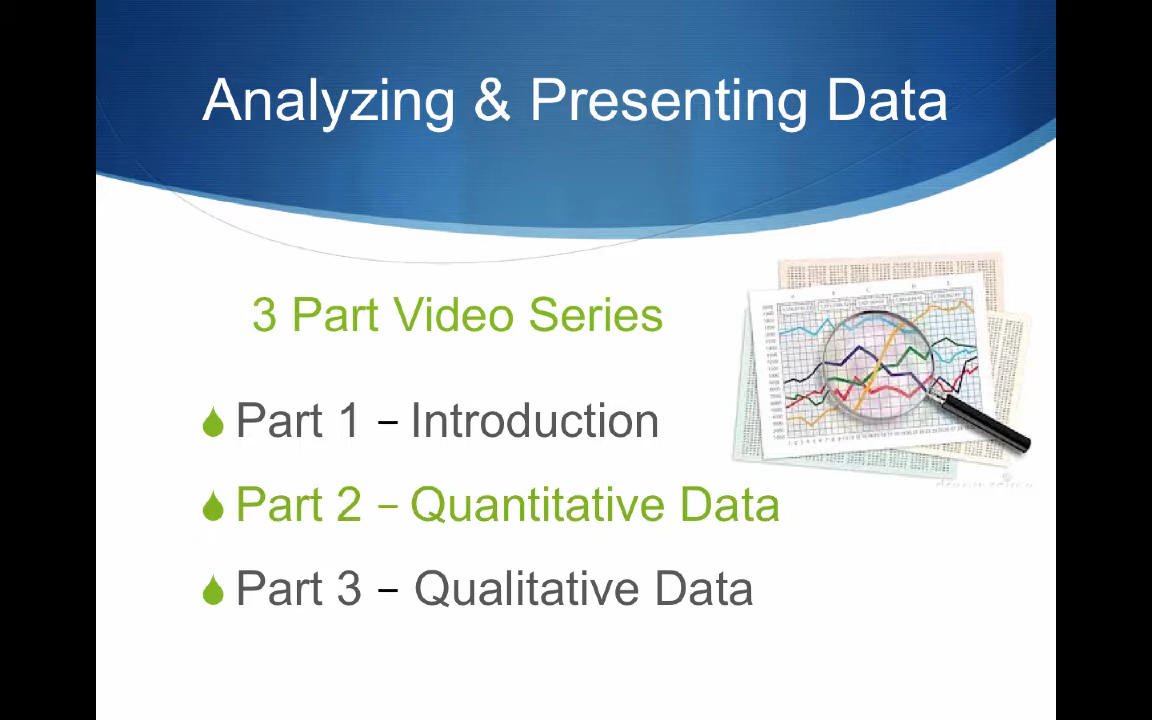 Analyzing & Presenting Data
3 Part Video Series
Part 1 – Introduction
Part 2 – Quantitative Data
Part 3 – Qualitative Data